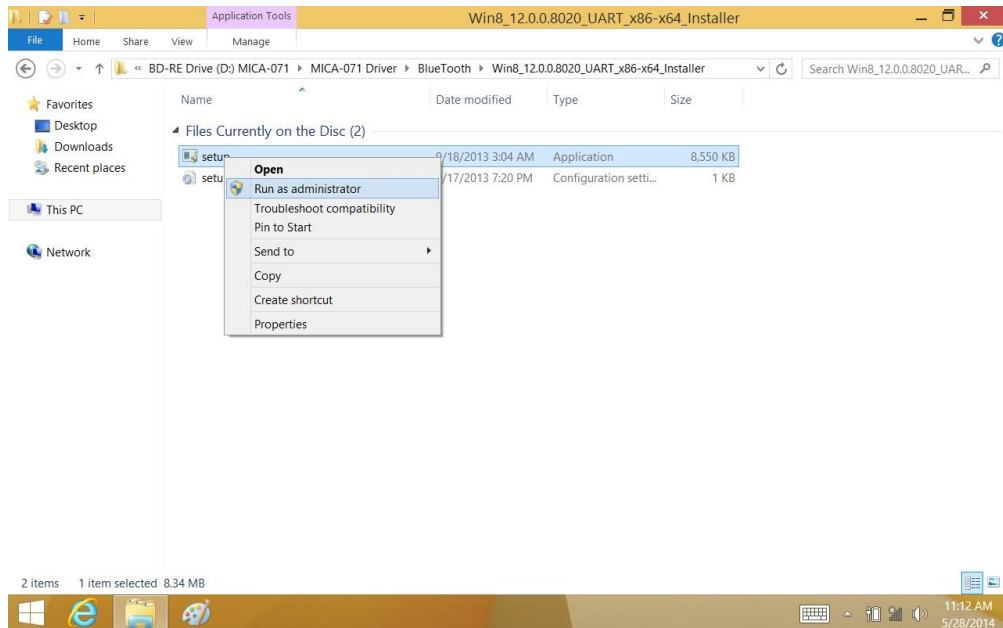 Application Tools
Win8_12.0.0.8020_UART_x86-x64_Installer
File Home Share View Manage
« BD-RE Drive (D:) MICA-071 MICA-071 Driver BlueTooth Win8_12.0.0.8020_UART_x86-x64_Installer
Search Win8_12.0.0.8020_UAR...
Favorites
Desktop
Downloads
Recent places
This PC
Network
Name Date modified Type Size
Files Currently on the Disc (2)
setup 9/18/2013 3:04 AM Application 8,550 KB
setu /17/2013 7:20 PM Configuration setti... 1 KB
Open
Run as administrator
Troubleshoot compatibility
Pin to Start
Send to
Copy
Create shortcut
Properties
2 items 1 item selected 8.34 MB
11:12 AM
5/28/2014